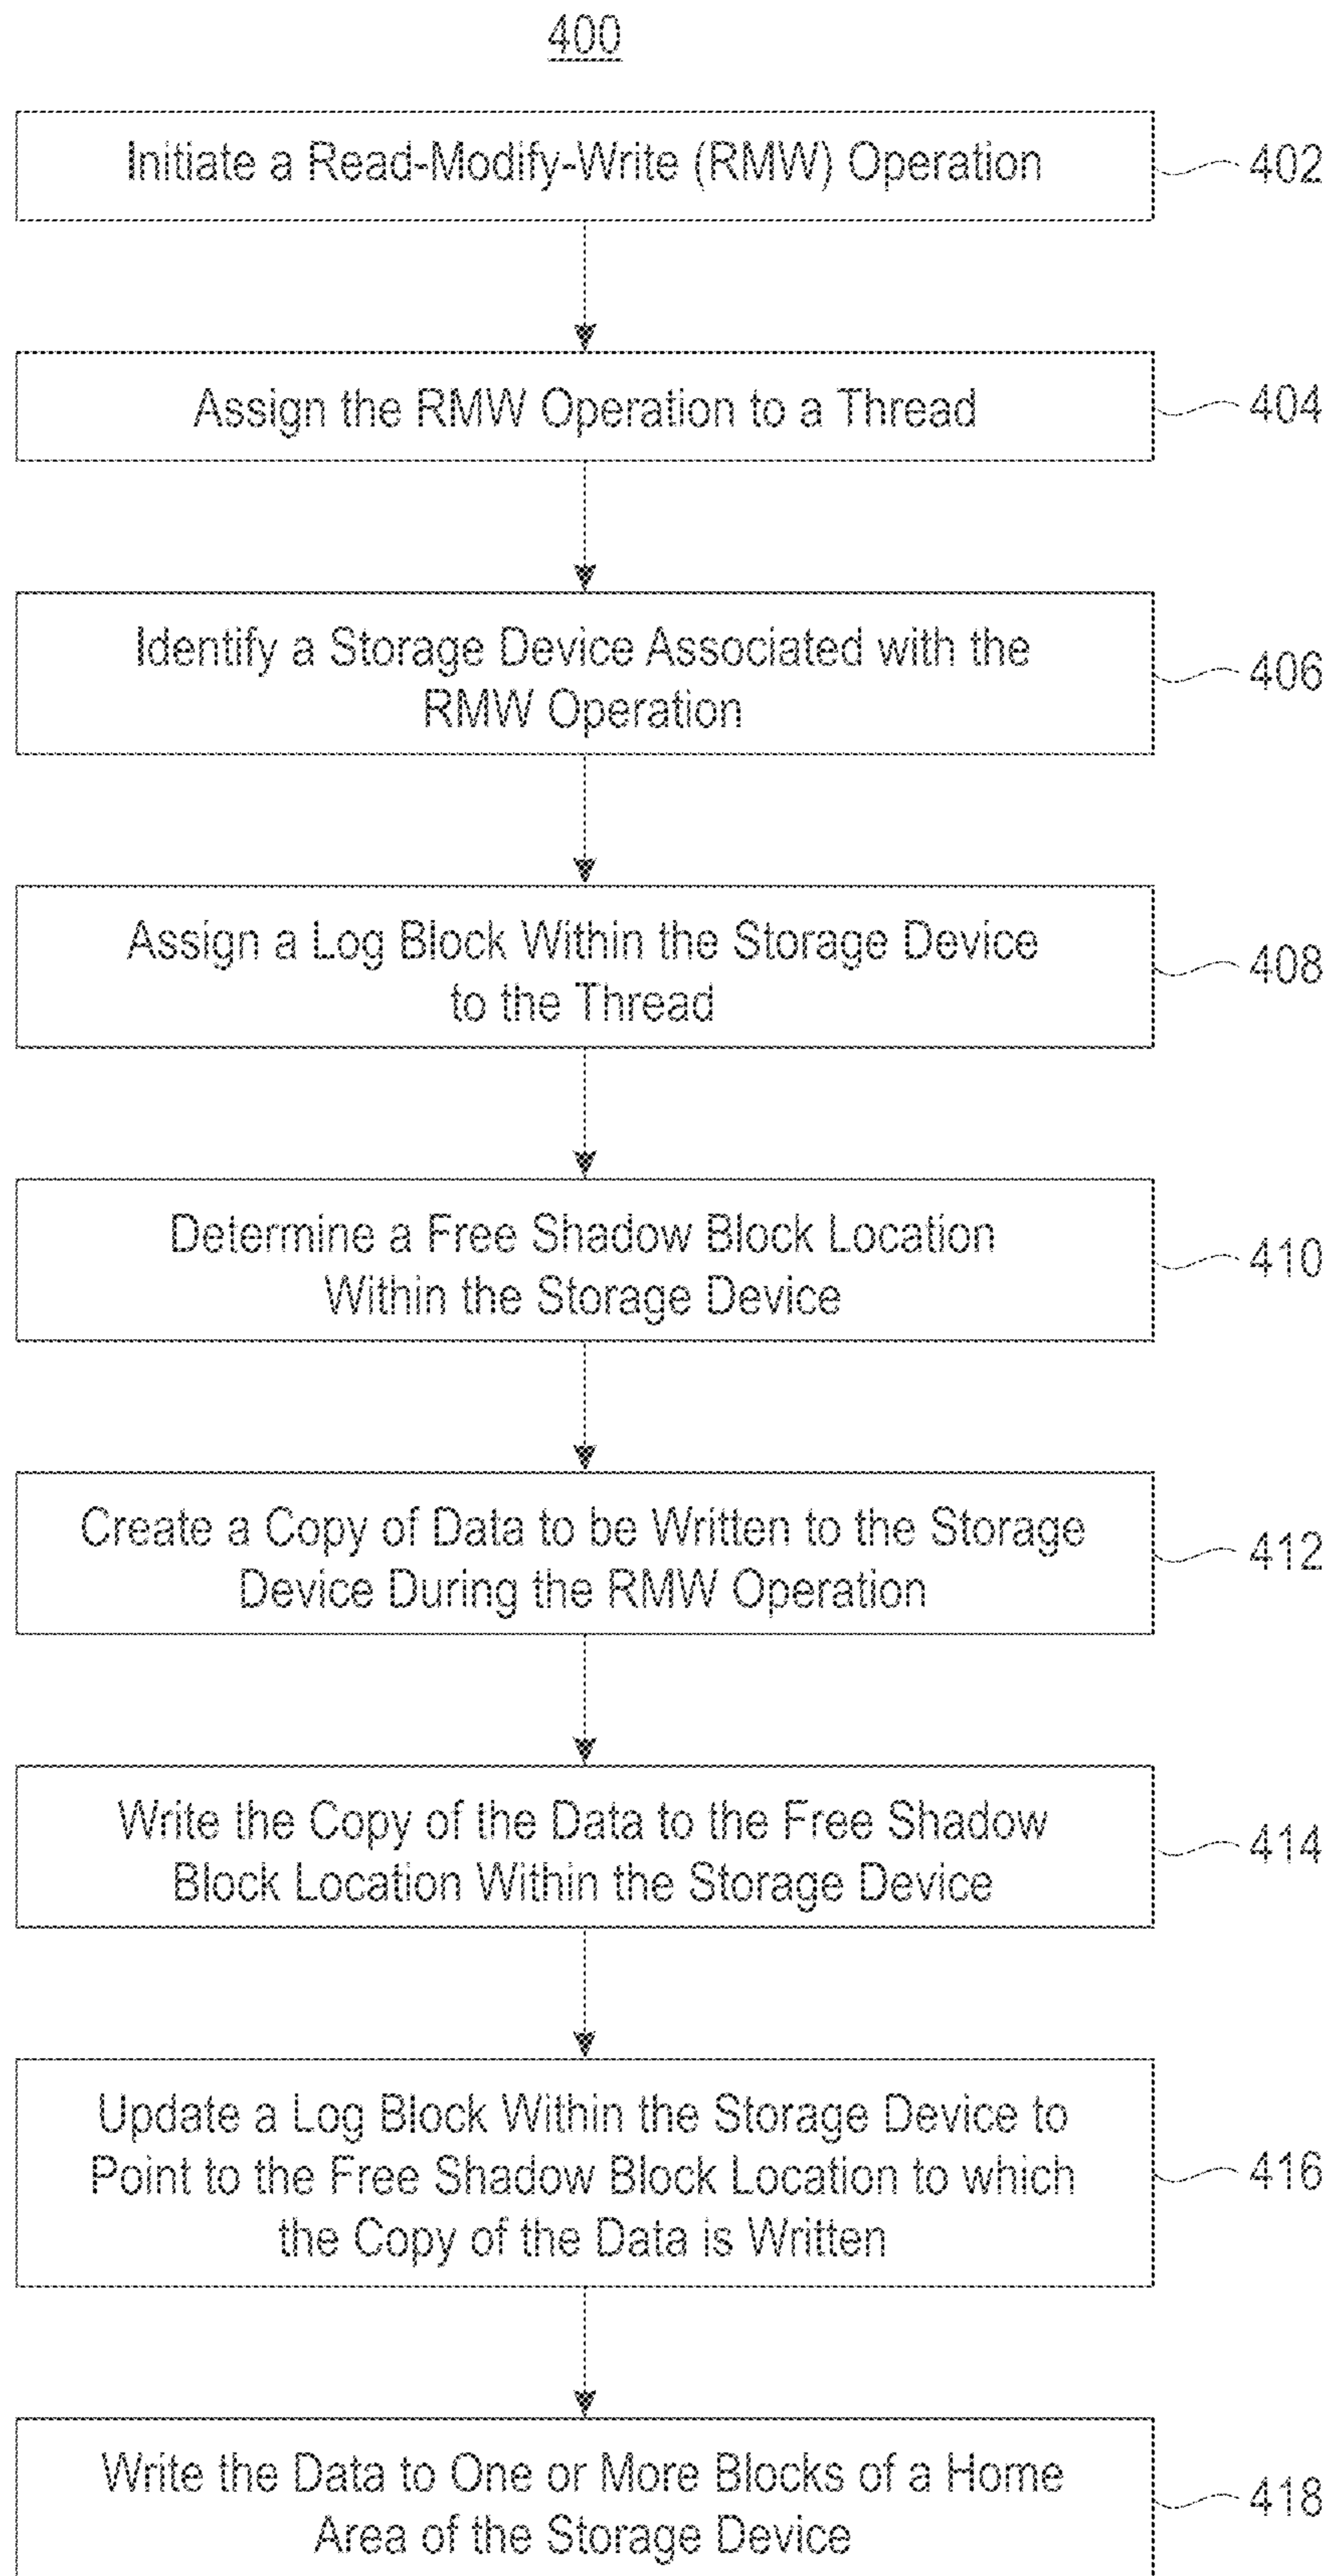 400
Initiate a Read-Modify-Write (RMW) Operation
402
Assign the RMW Operation to a Thread
404
Identify a Storage Device Associated with the
RMW Operation
406
Assign a Log Block Within the Storage Device
to the Thread
408
Determine a Free Shadow Block Location
Within the Storage Device
410
Create a Copy of Data to be Written to the Storage
Device During the RMW Operation
412
Write the Copy of the Data to the Free Shadow
Block Location Within the Storage Device
414
Update a Log Block Within the Storage Device to
Point to the Free Shadow Block Location to which
the Copy of the Data is Written
416
Write the Data to One or More Blocks of a Home
Area of the Storage Device
418